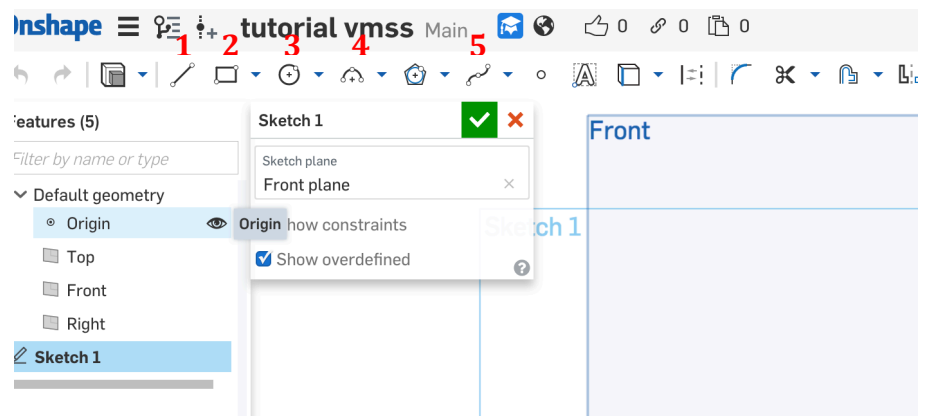 Onshape tutorial vmss Main 0 0 0
1 2 3 4 5
Features (5)
Sketch 1
Front
Filter by name or type
Sketch plane
Front plane
Default geometry
Origin
Origin
how constraints
Sketch 1
Top
Show overdefined
Front
Right
Sketch 1